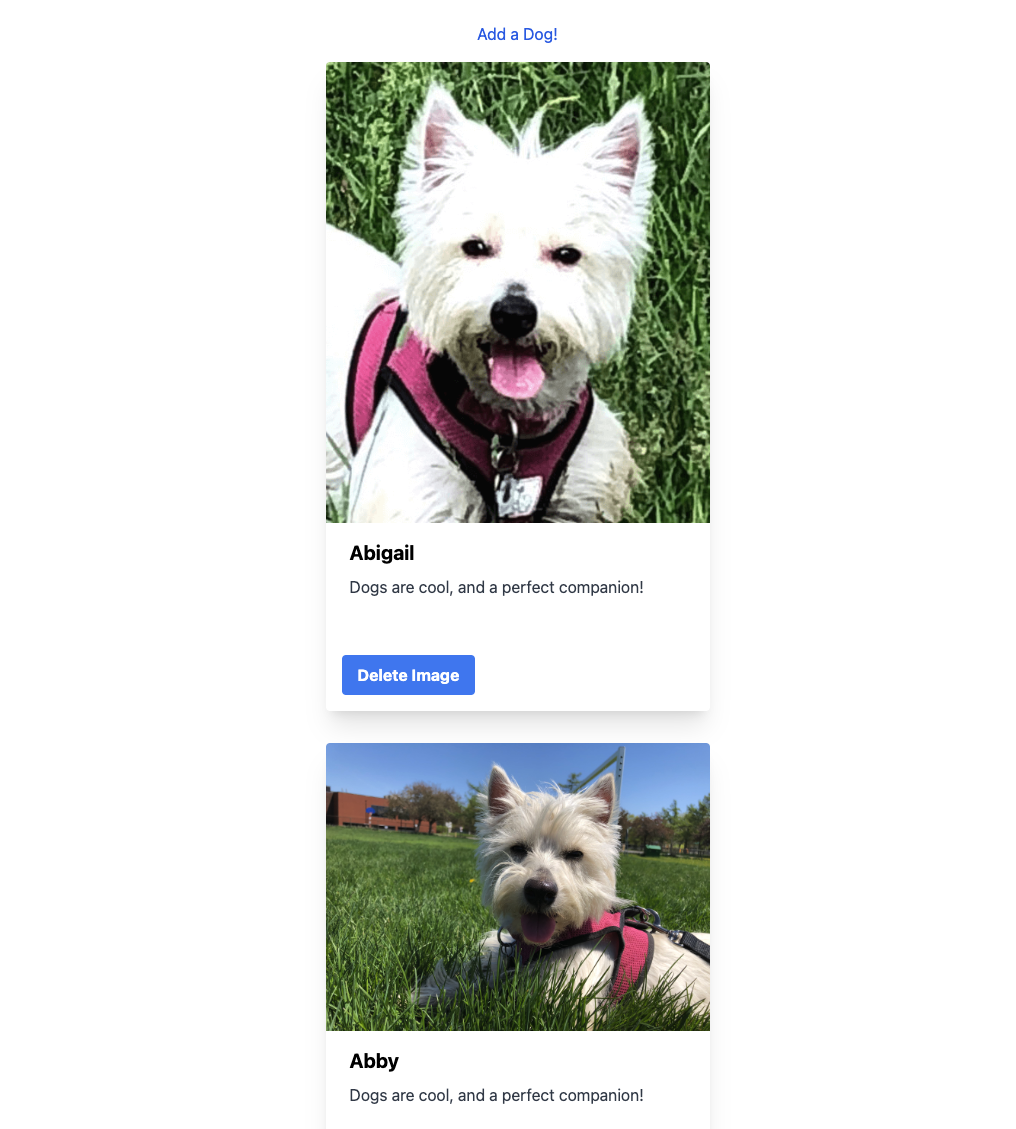 Add a Dog!
Abigail
Dogs are cool, and a perfect companion!
Delete Image
Abby
Dogs are cool, and a perfect companion!